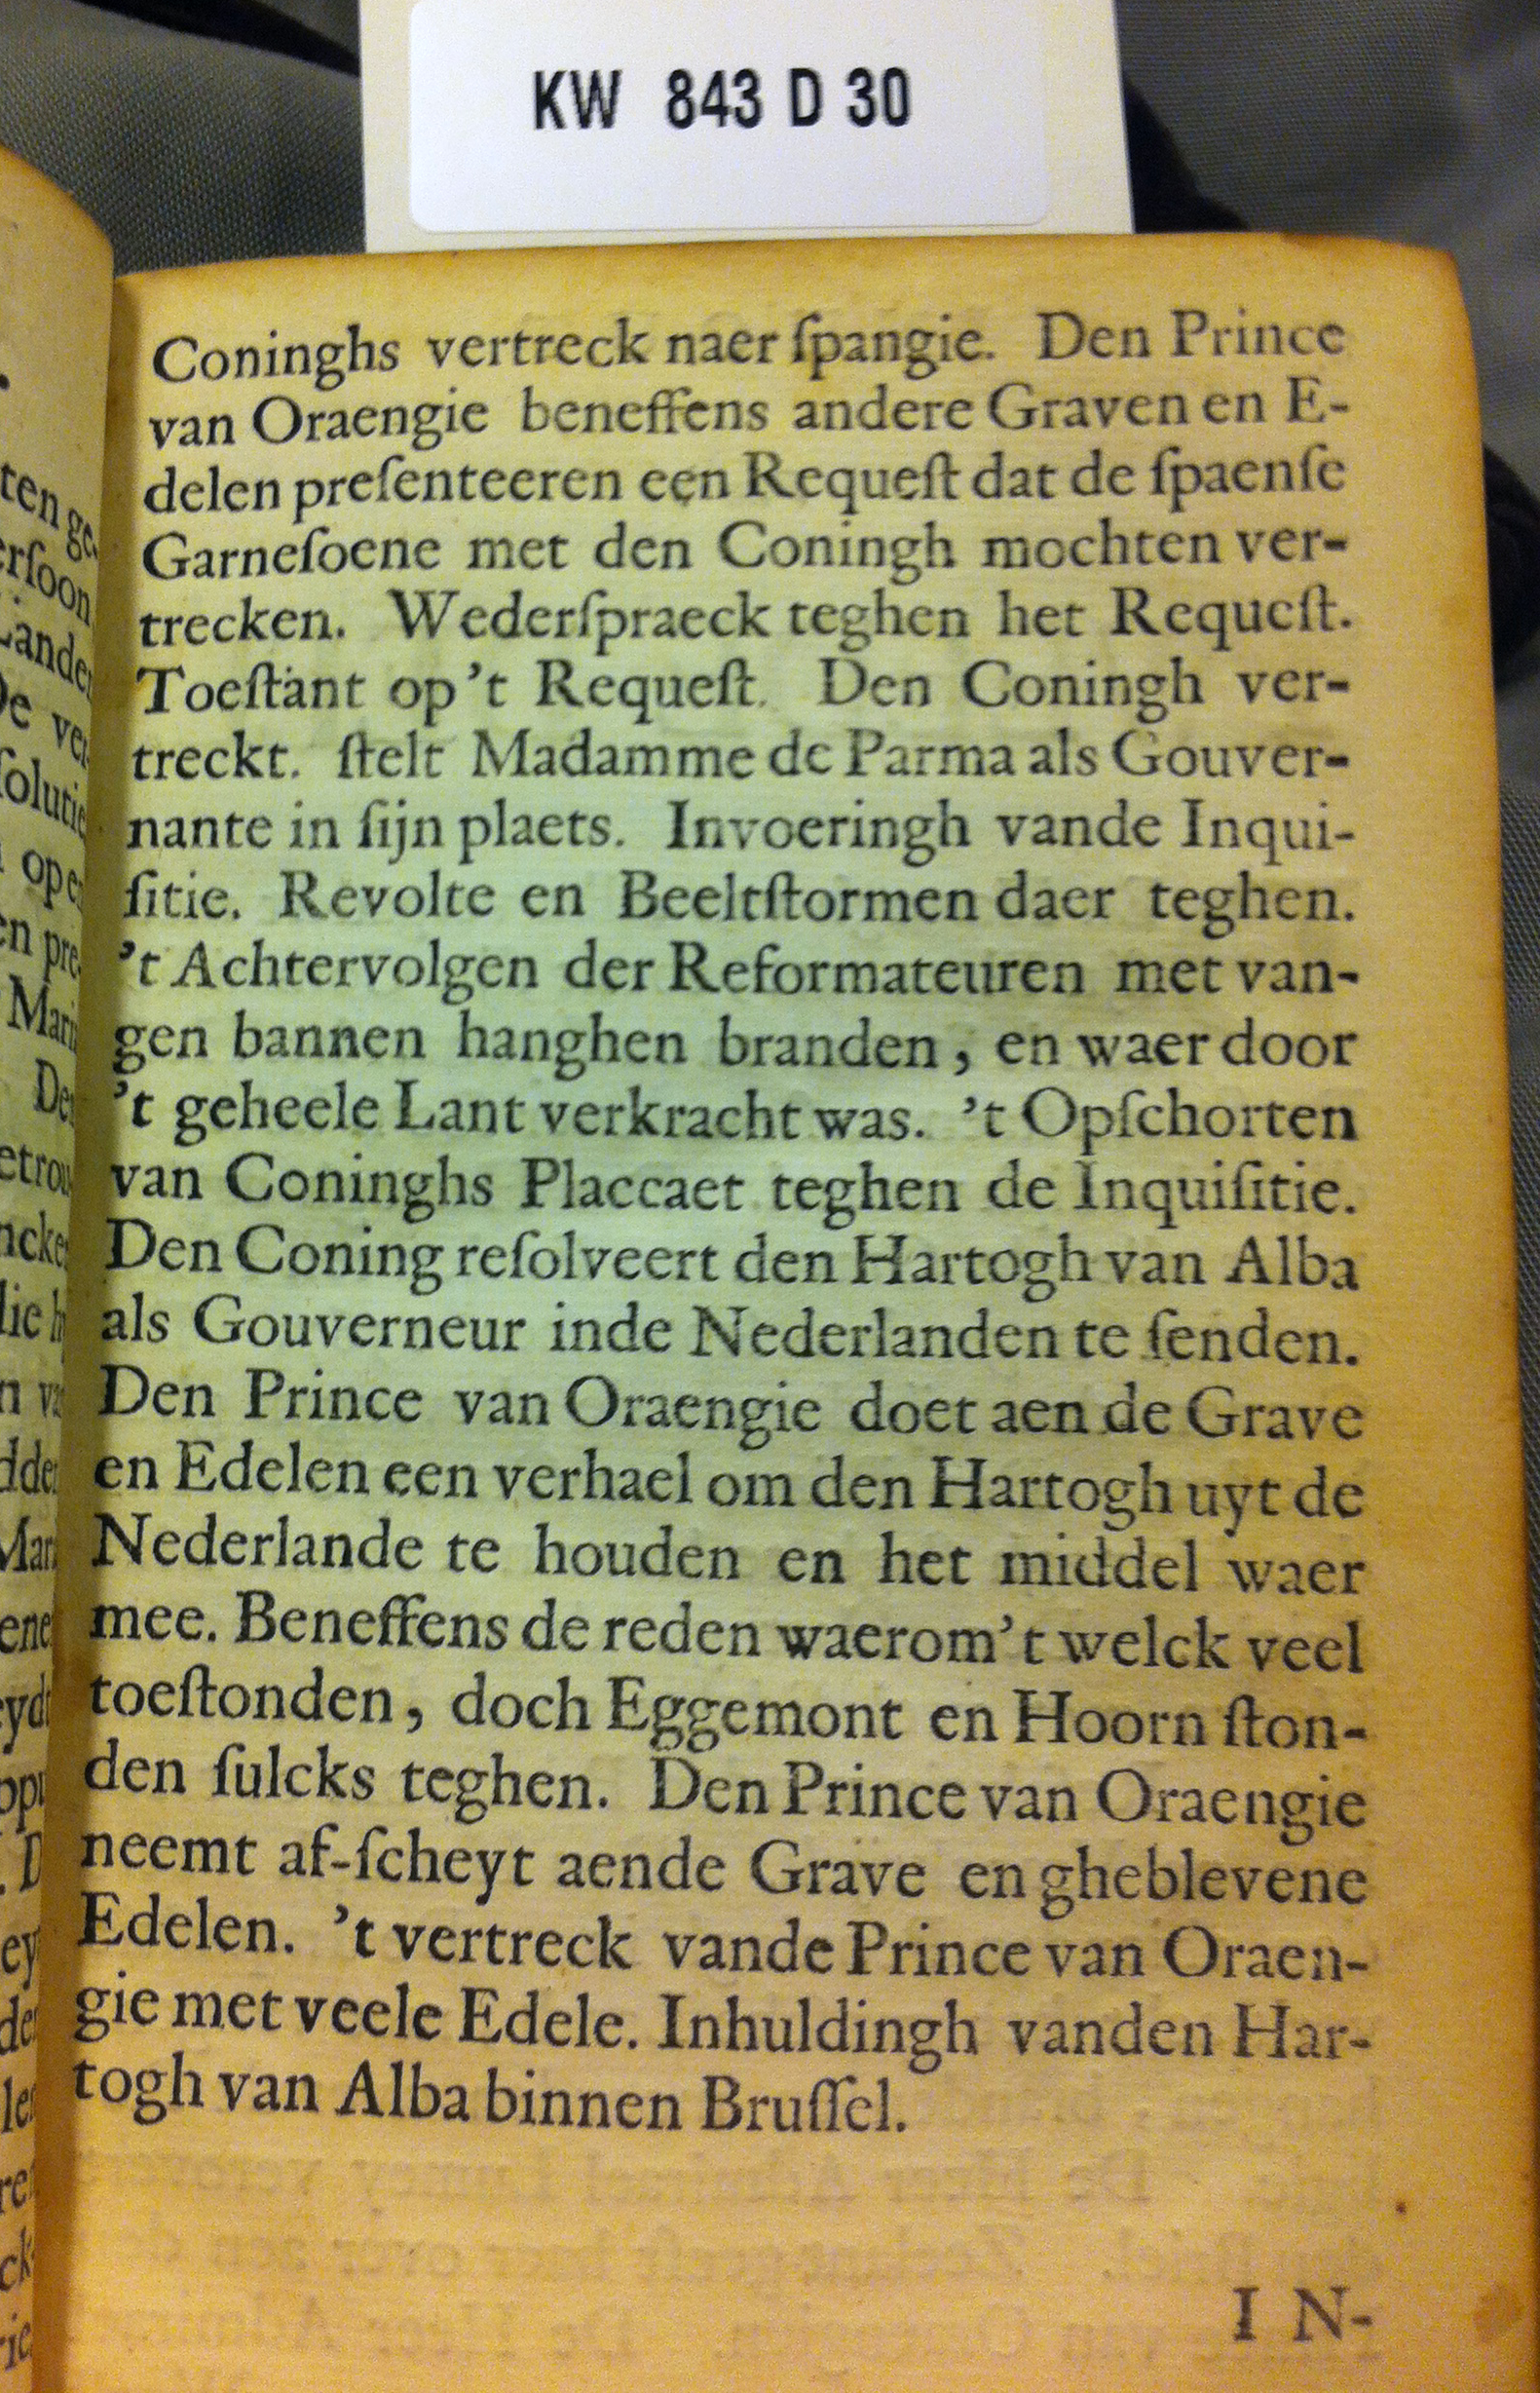 KW 843 D 30
Coninghs vertreck naer ſpangie. Den Prince
van Oraengie beneffens andere Graven en E-
delen preſenteeren een Requeſt dat de ſpaenſe
Garneſoene met den Coningh mochten ver-
trecken. Wederſpraeck teghen het Requeſt.
Toeſtant op't Requeſt. Den Coningh ver-
treckt. ſtelt Madamme de Parma als Gouver-
nante in ſijn plaets. Invoeringh vande Inqui-
ſitie. Revolte en Beeltſtormen daer teghen.
't Achtervolgen der Reformateuren met van-
gen bannen hanghen branden, en waer door
't geheele Lant verkracht was. 't Opſchorten
van Coninghs Placcaet teghen de Inquiſitie.
Den Coning reſolveert den Hartogh van Alba
als Gouverneur inde Nederlanden te ſenden.
Den Prince van Oraengie doet aen de Grave
en Edelen een verhael om den Hartogh uyt de
Nederlande te houden en het middel waer
mee. Beneffens de reden waerom't welck veel
toeſtonden, doch Eggemont en Hoorn ſton-
den ſulcks teghen. Den Prince van Oraengie
neemt af-ſcheyt aende Grave en gheblevene
Edelen. 't vertreck vande Prince van Oraen-
gie met veele Edele. Inhuldingh vanden Har-
togh van Alba binnen Bruſſel.
I N-